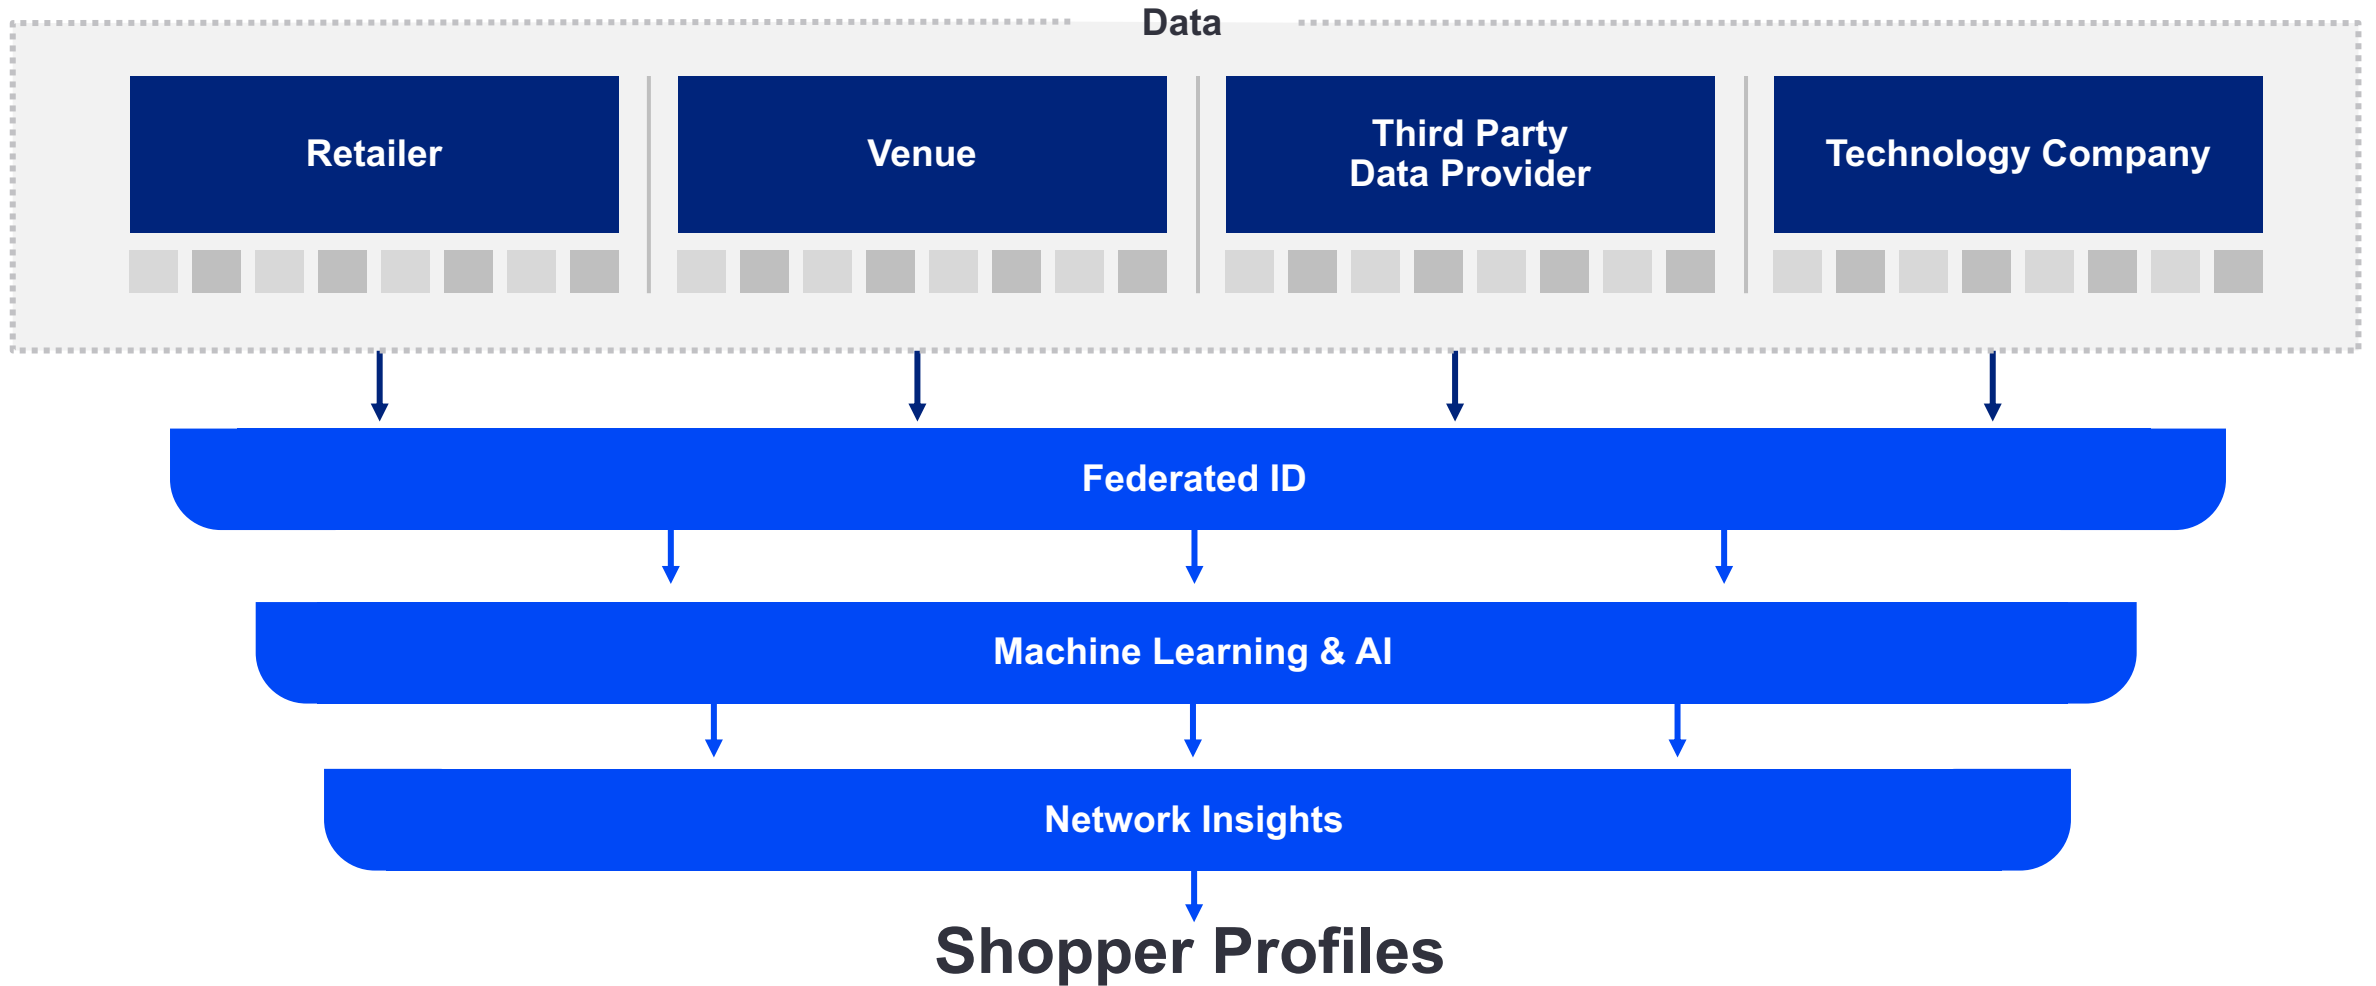 Data
Retailer
Venue
Third Party
Data Provider
Technology Company
Federated ID
Machine Learning & AI
Network Insights
Shopper Profiles